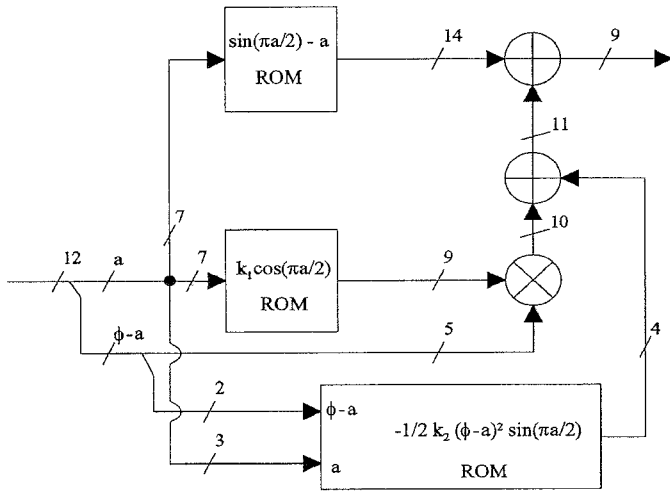 sin(πa/2) - a
ROM
14
9
11
7
10
12
a
7
k₁cos(πa/2)
ROM
9
ϕ-a
5
4
2
ϕ-a
-1/2 k₂ (ϕ-a)² sin(πa/2)
3
a
ROM